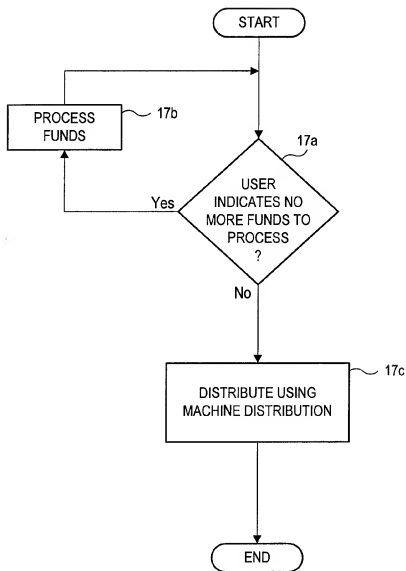 START
PROCESS
FUNDS
17b
17a
USER
INDICATES NO
MORE FUNDS TO
PROCESS
?
Yes
No
17c
DISTRIBUTE USING
MACHINE DISTRIBUTION
END